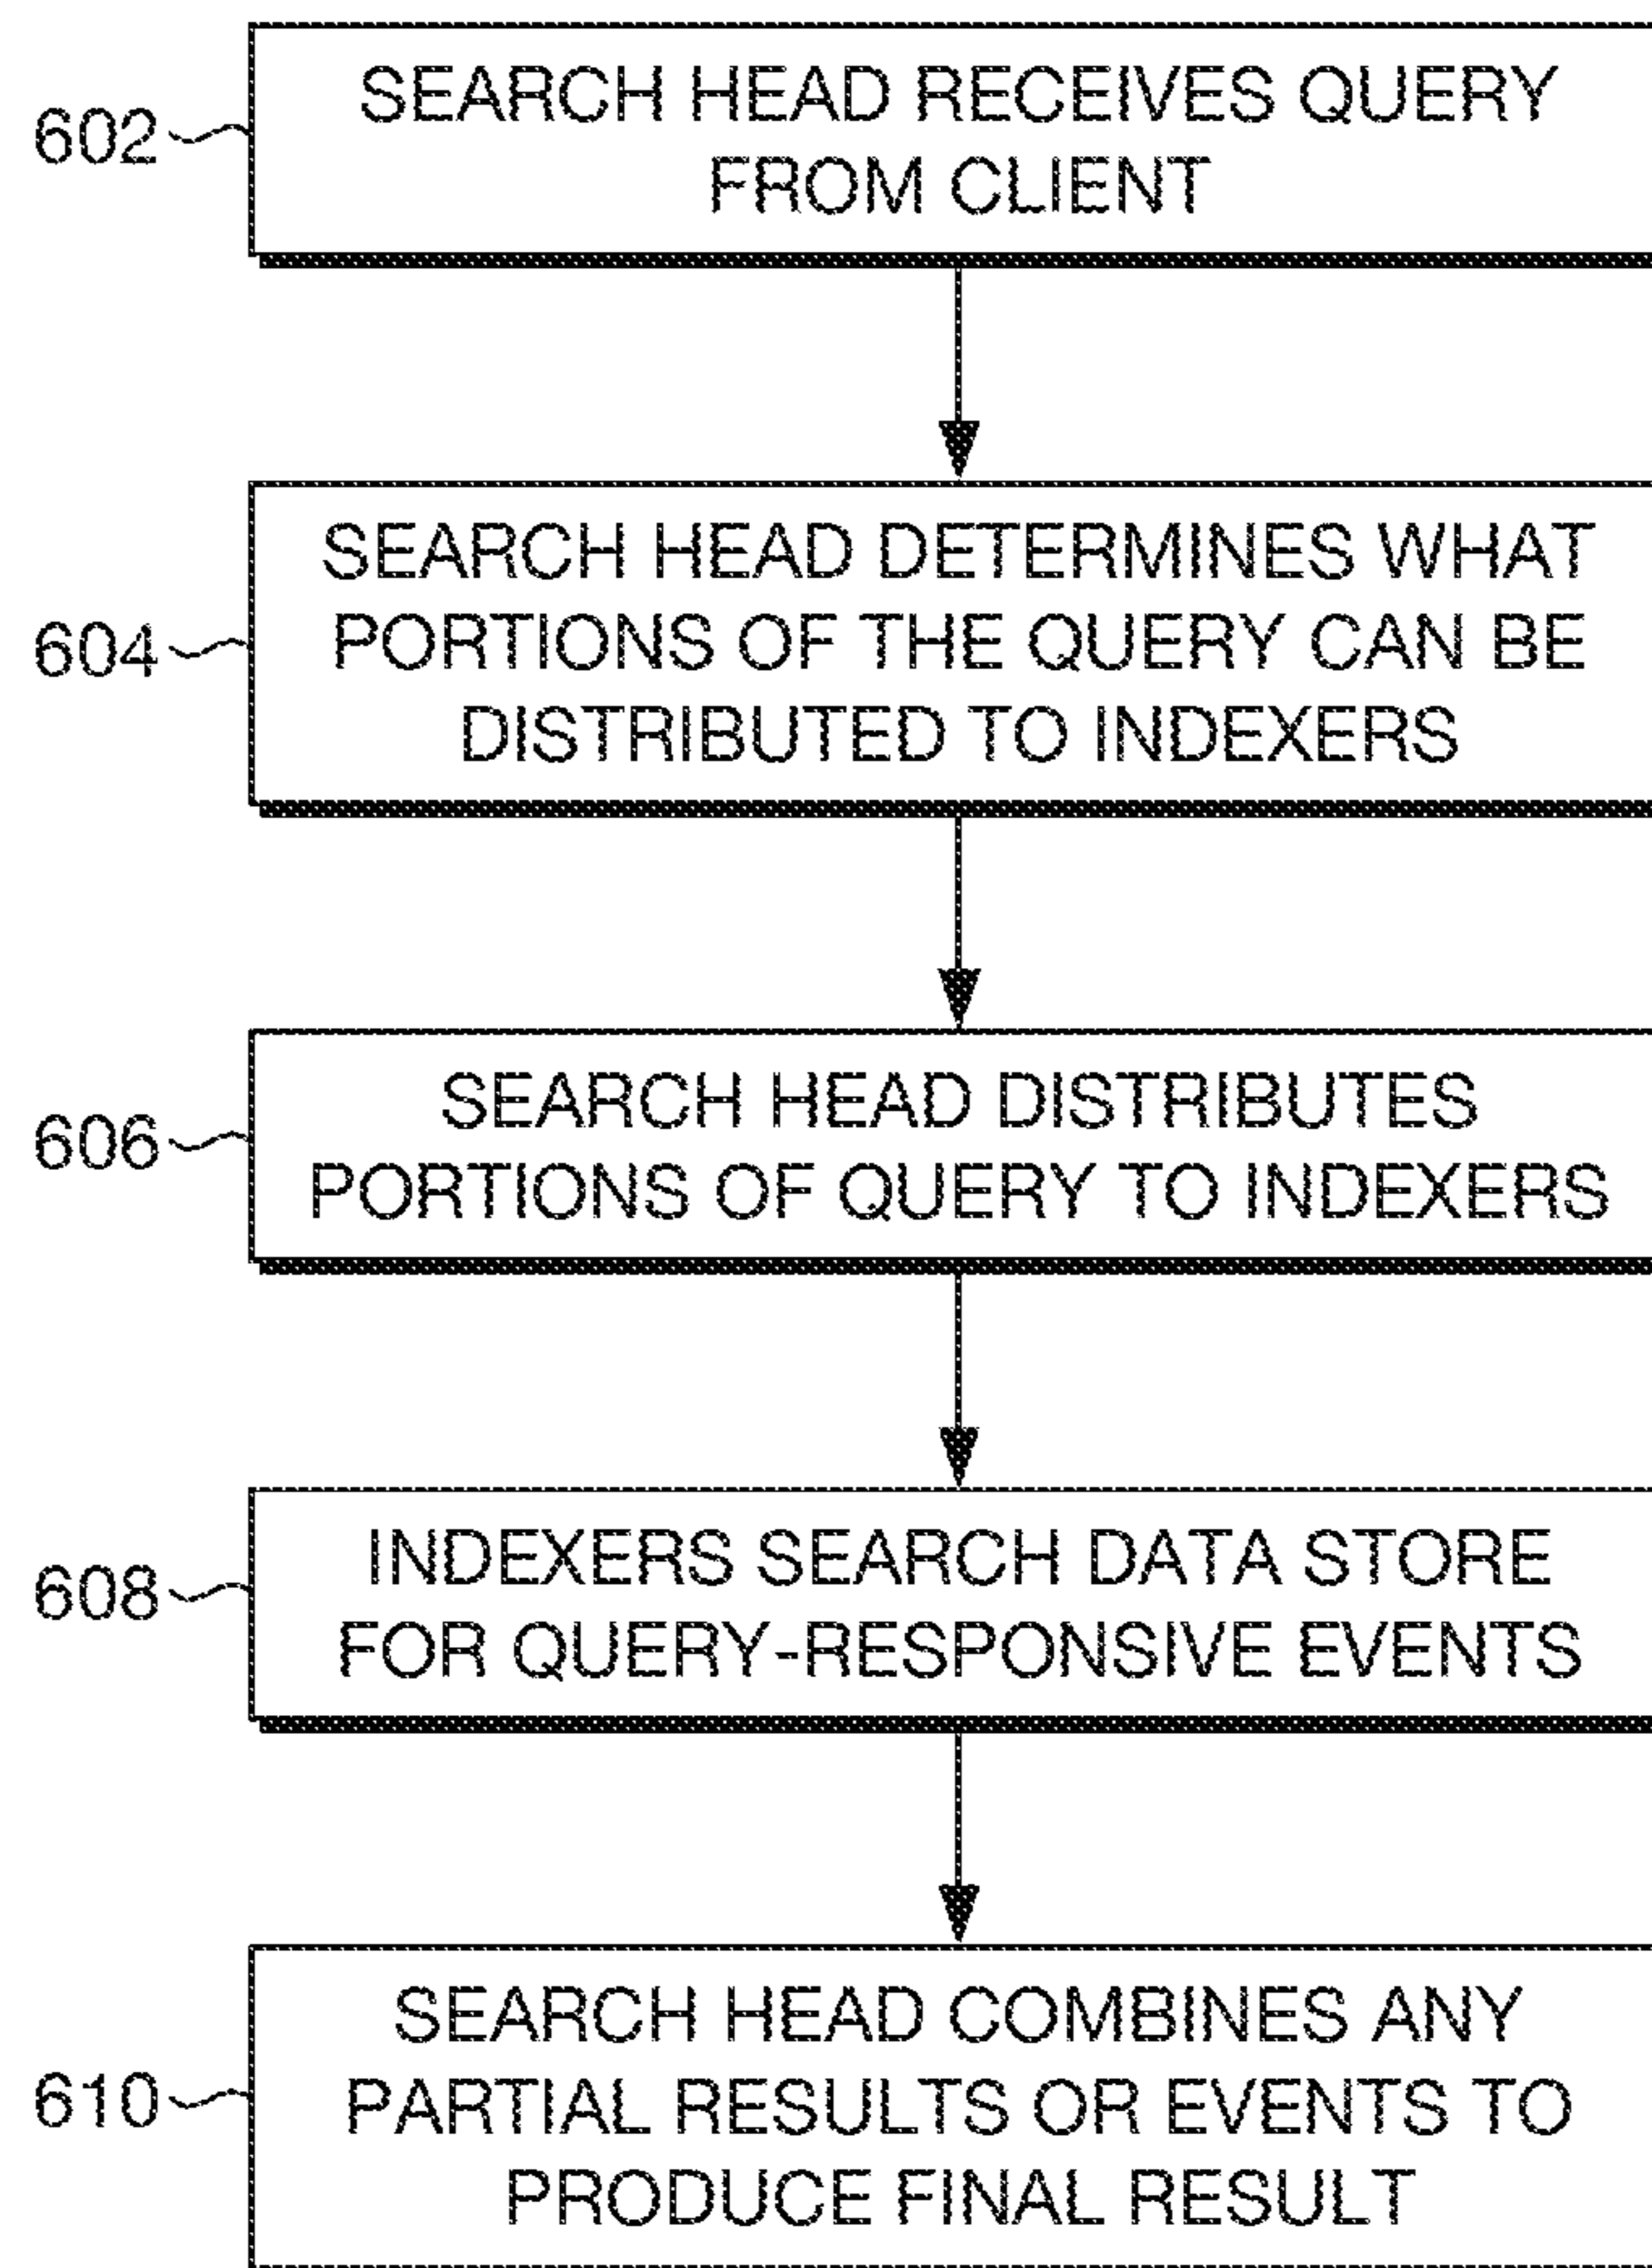 602
SEARCH HEAD RECEIVES QUERY
FROM CLIENT
604
SEARCH HEAD DETERMINES WHAT
PORTIONS OF THE QUERY CAN BE
DISTRIBUTED TO INDEXERS
606
SEARCH HEAD DISTRIBUTES
PORTIONS OF QUERY TO INDEXERS
608
INDEXERS SEARCH DATA STORE
FOR QUERY-RESPONSIVE EVENTS
610
SEARCH HEAD COMBINES ANY
PARTIAL RESULTS OR EVENTS TO
PRODUCE FINAL RESULT